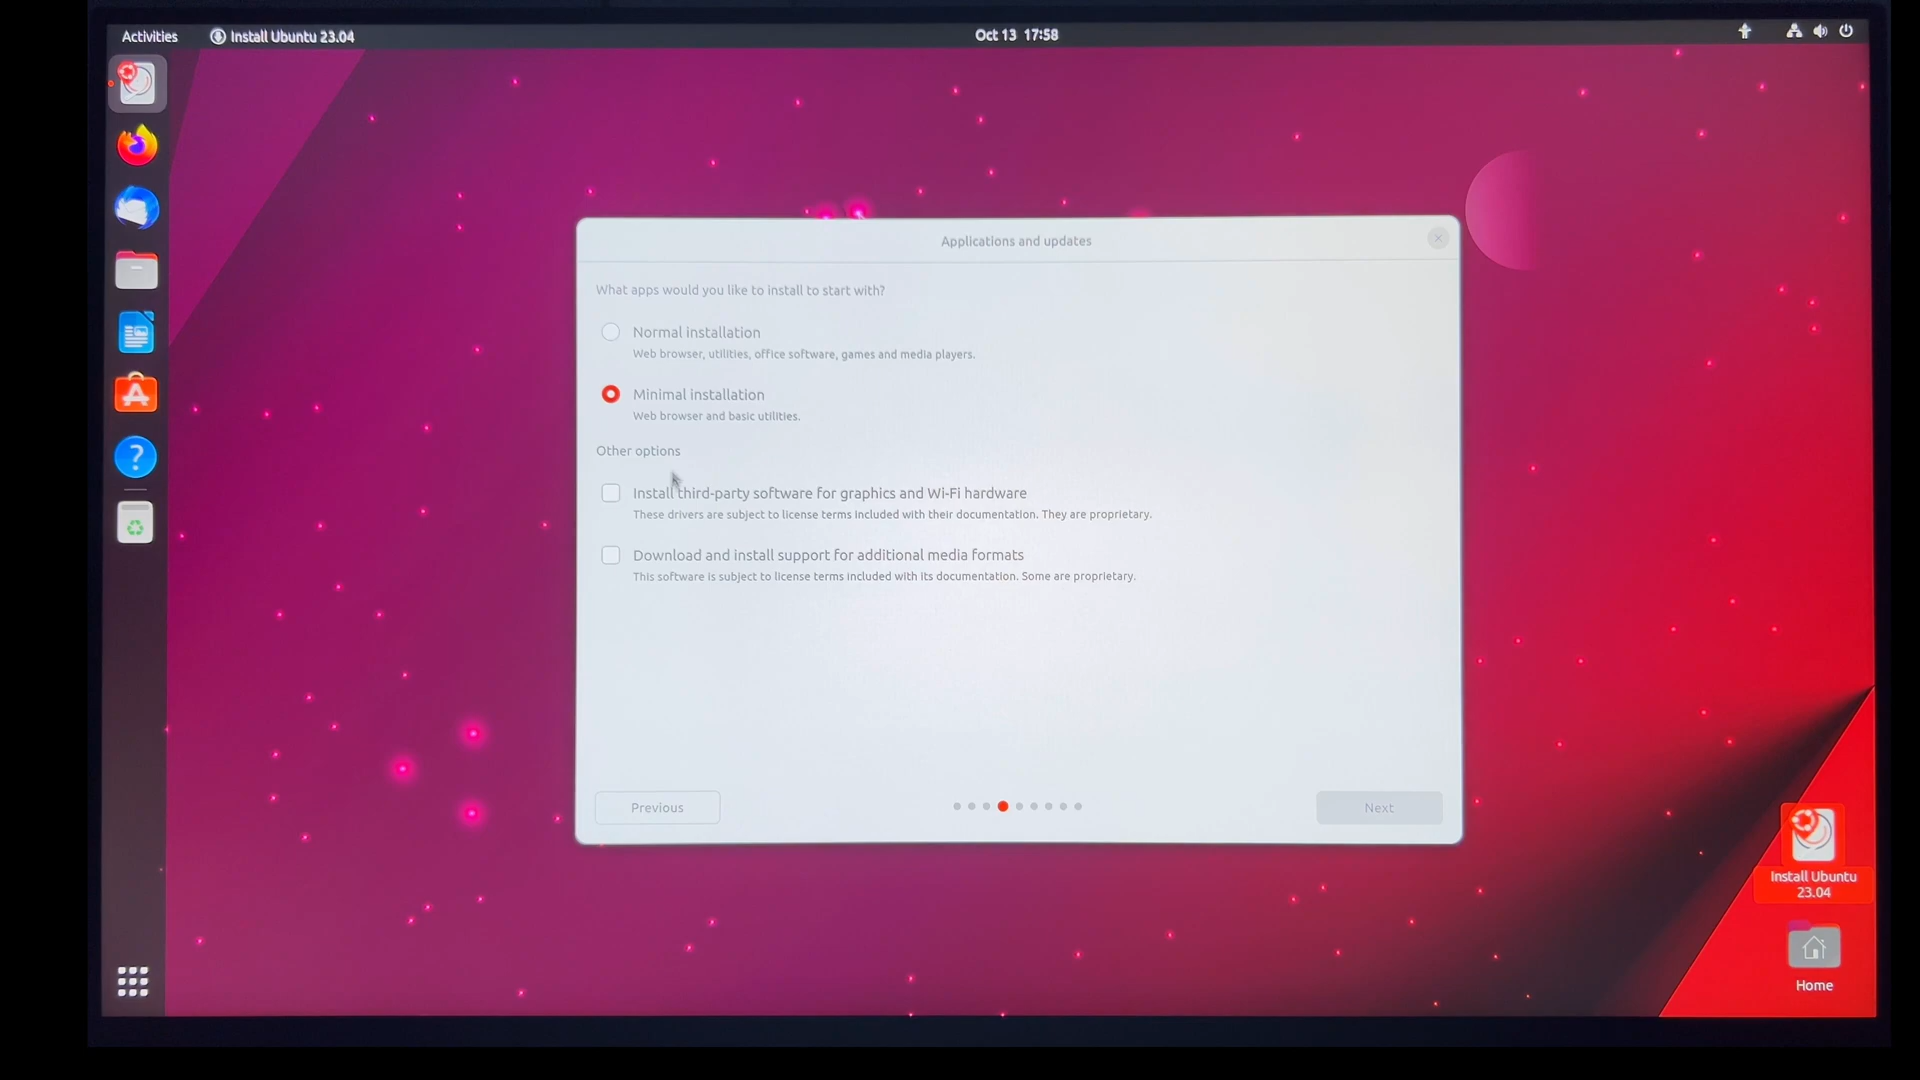 Activities
Install Ubuntu 23.04
Oct 13 17:58
Applications and updates
What apps would you like to install to start with?
Normal installation
Web browser, utilities, office software, games and media players.
Minimal installation
Web browser and basic utilities.
Other options
Install third-party software for graphics and Wi-Fi hardware
These drivers are subject to license terms included with their documentation. They are proprietary.
Download and install support for additional media formats
This software is subject to license terms included with its documentation. Some are proprietary.
Previous
Next
Install Ubuntu
23.04
Home